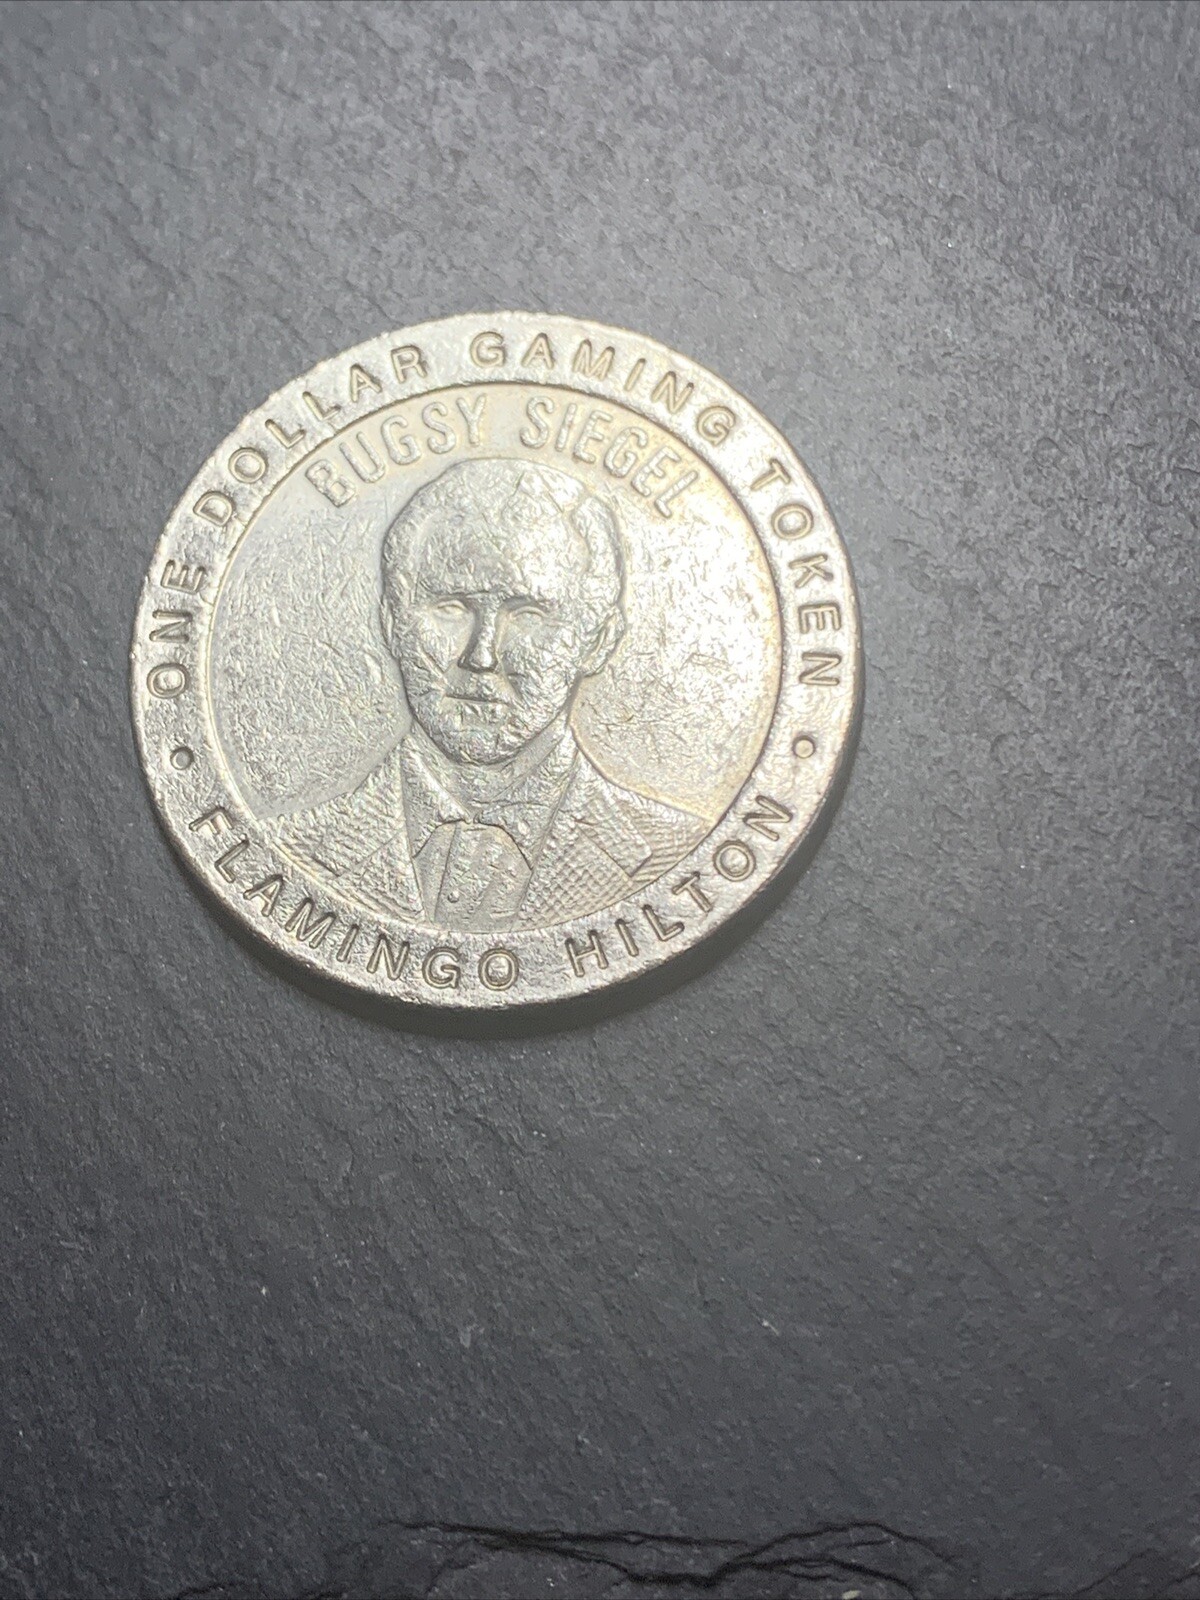 • ONE DOLLAR GAMING TOKEN •
BUGSY SIEGEL
FLAMINGO HILTON